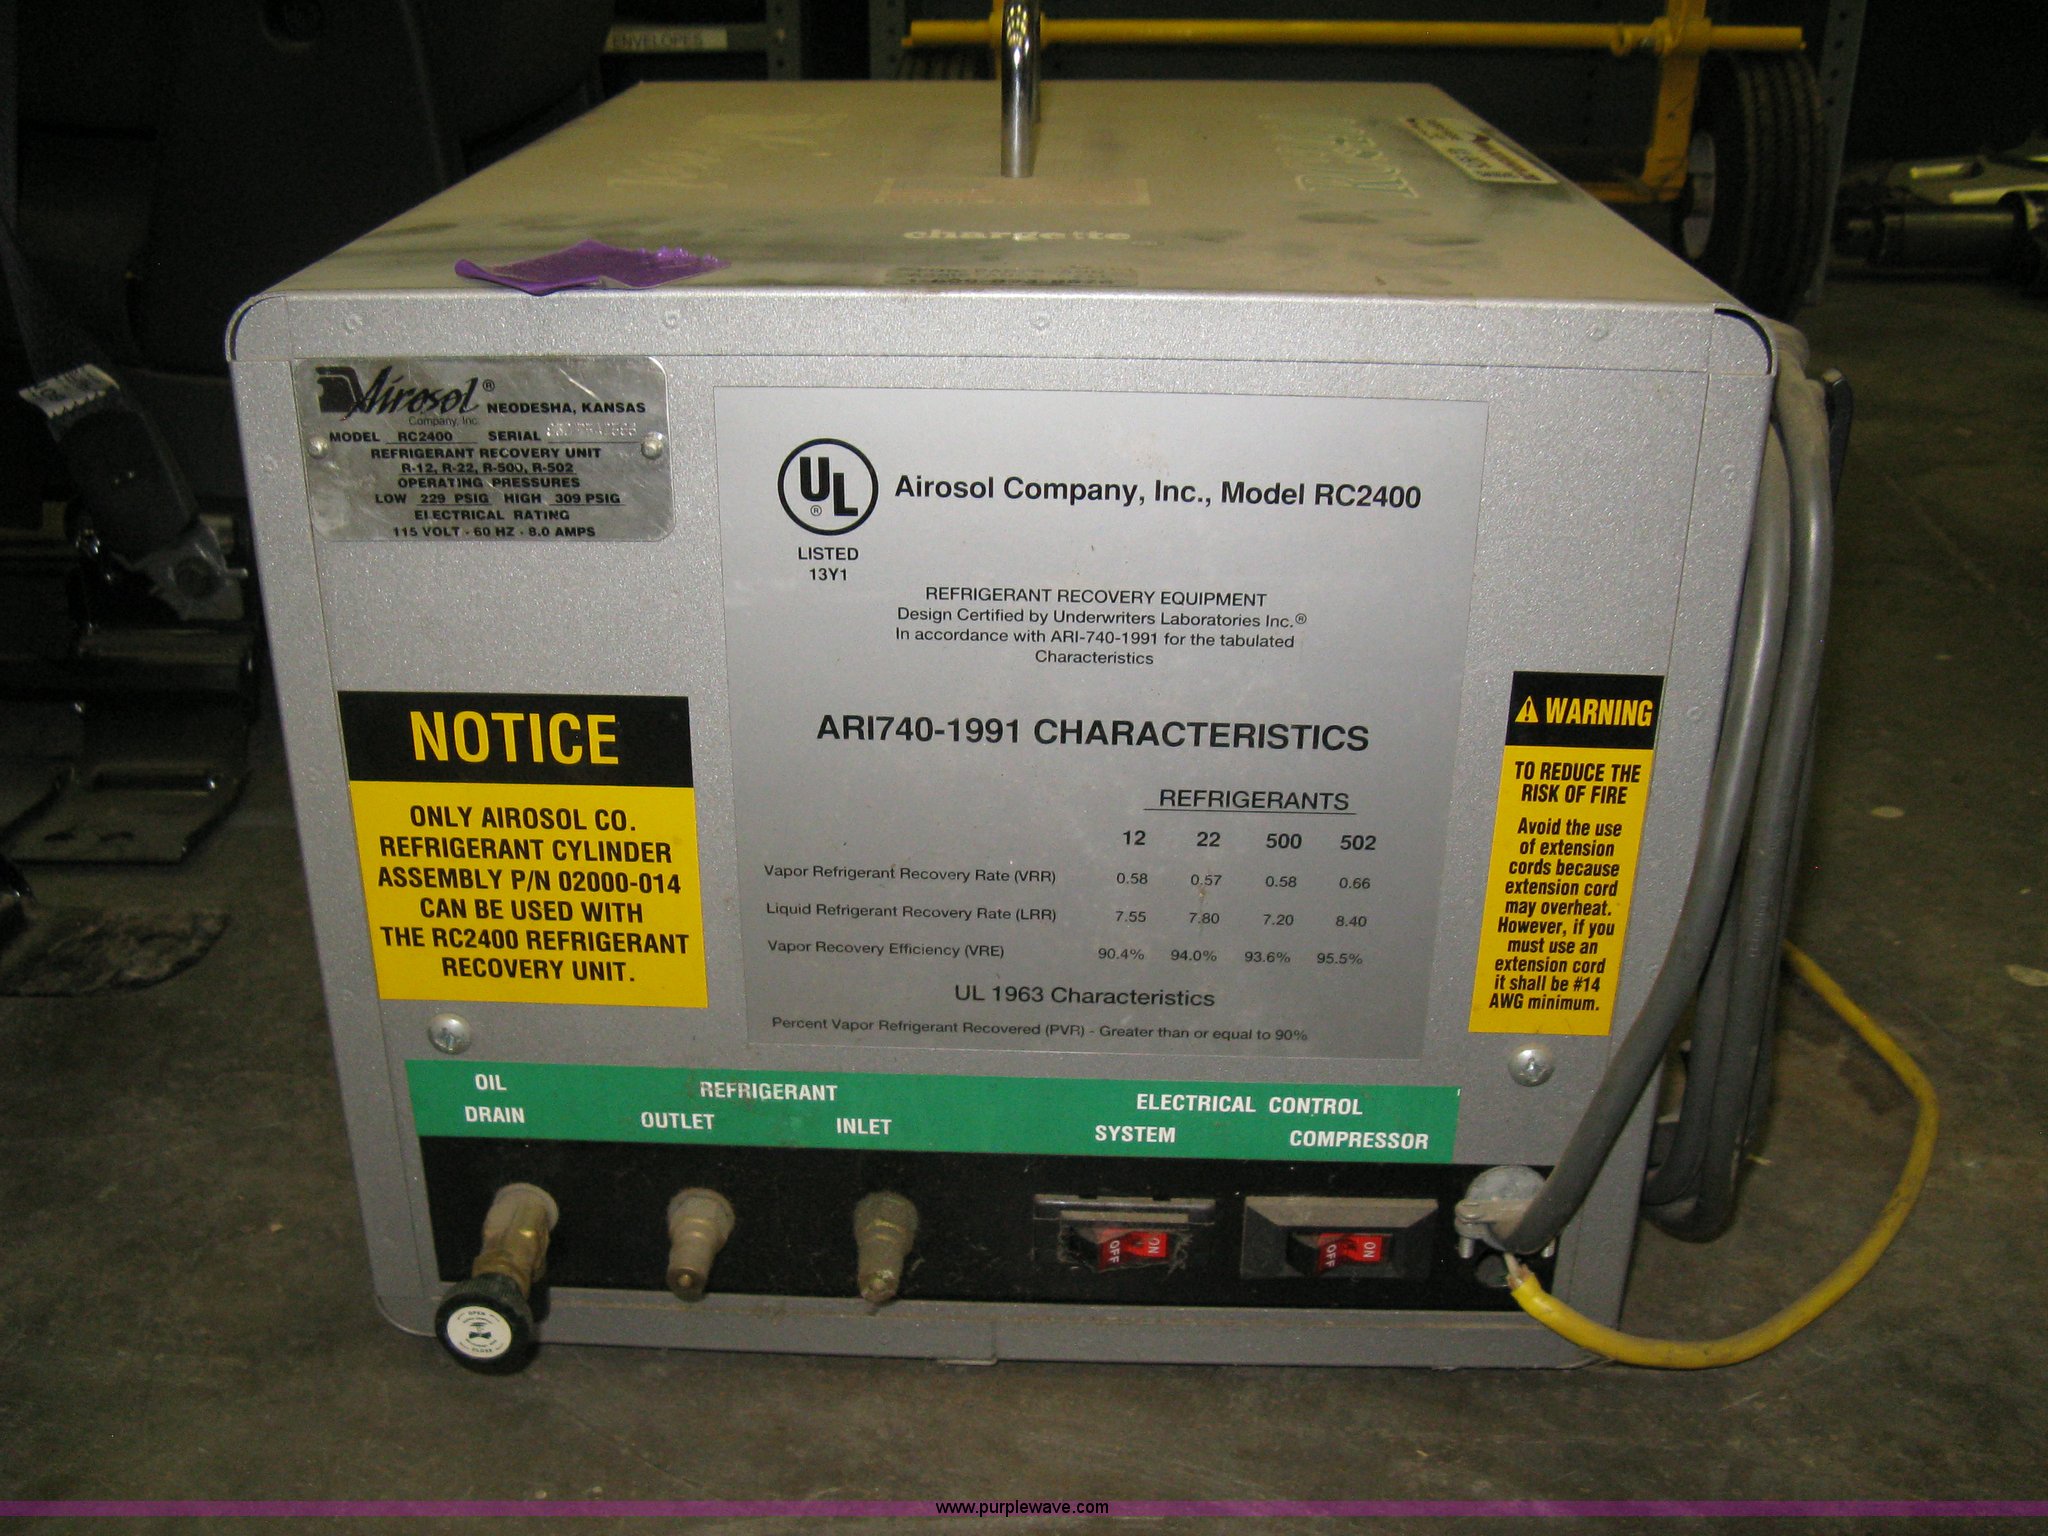 ENVELOPES
chargette
Airosol®
Company, Inc.
NEODESHA, KANSAS
MODEL RC2400 SERIAL
REFRIGERANT RECOVERY UNIT
R-12, R-22, R-500, R-502
OPERATING PRESSURES
LOW 229 PSIG HIGH 309 PSIG
ELECTRICAL RATING
115 VOLT - 60 HZ - 8.0 AMPS
UL®
LISTED
13Y1
Airosol Company, Inc., Model RC2400
REFRIGERANT RECOVERY EQUIPMENT
Design Certified by Underwriters Laboratories Inc.®
In accordance with ARI-740-1991 for the tabulated
Characteristics
ARI740-1991 CHARACTERISTICS
REFRIGERANTS
12 22 500 502
Vapor Refrigerant Recovery Rate (VRR) 0.58 0.57 0.58 0.66
Liquid Refrigerant Recovery Rate (LRR) 7.55 7.80 7.20 8.40
Vapor Recovery Efficiency (VRE) 90.4% 94.0% 93.6% 95.5%
UL 1963 Characteristics
Percent Vapor Refrigerant Recovered (PVR) - Greater than or equal to 90%
NOTICE
ONLY AIROSOL CO.
REFRIGERANT CYLINDER
ASSEMBLY P/N 02000-014
CAN BE USED WITH
THE RC2400 REFRIGERANT
RECOVERY UNIT.
WARNING
TO REDUCE THE
RISK OF FIRE
Avoid the use
of extension
cords because
extension cord
may overheat.
However, if you
must use an
extension cord
it shall be #14
AWG minimum.
OIL
DRAIN
REFRIGERANT
OUTLET INLET
ELECTRICAL CONTROL
SYSTEM COMPRESSOR
OFF ON
OFF ON
OPEN
CLOSE
www.purplewave.com